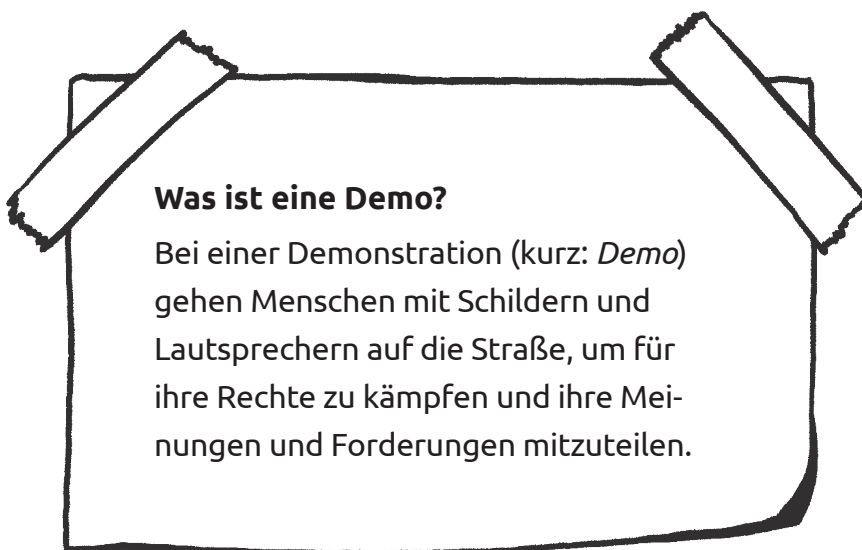 Was ist eine Demo?
Bei einer Demonstration (kurz: Demo)
gehen Menschen mit Schildern und
Lautsprechern auf die Straße, um für
ihre Rechte zu kämpfen und ihre Mei-
nungen und Forderungen mitzuteilen.